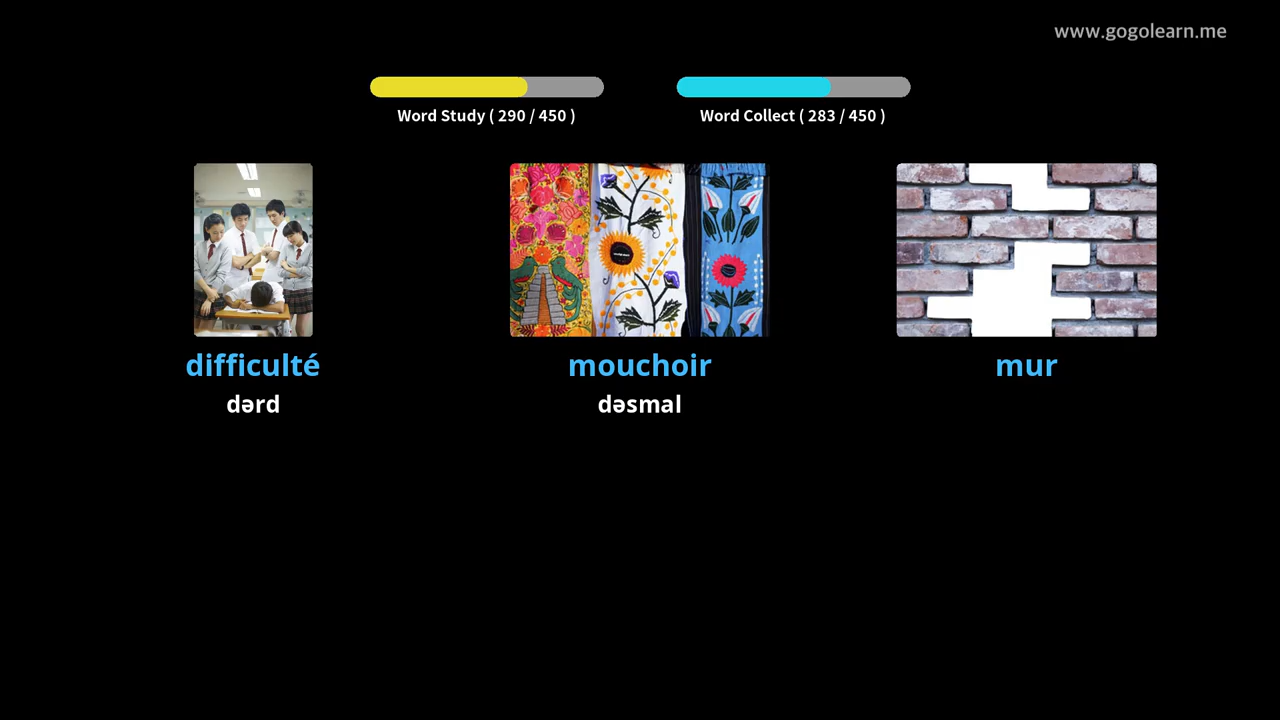 www.gogolearn.me
Word Study ( 290 / 450 )
Word Collect ( 283 / 450 )
difficulté
mouchoir
mur
dərd
dəsmal